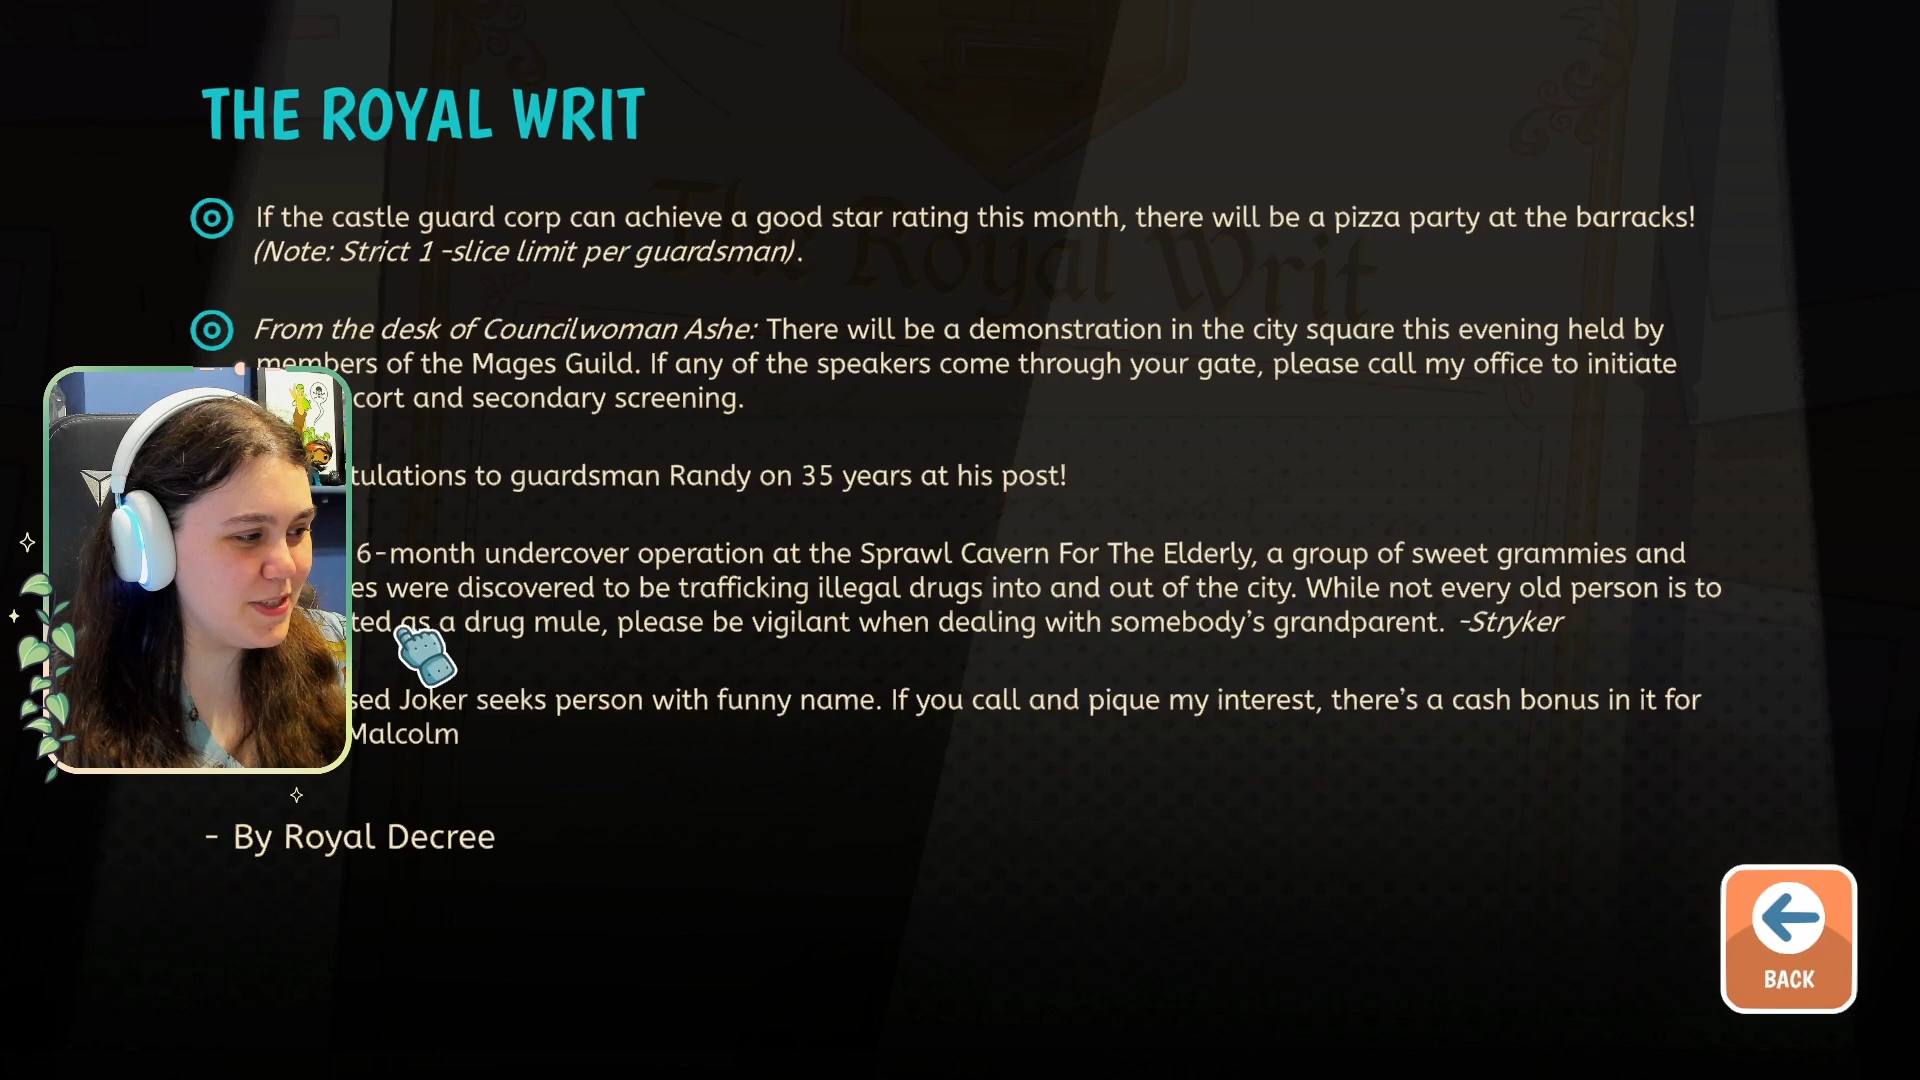 THE ROYAL WRIT
If the castle guard corp can achieve a good star rating this month, there will be a pizza party at the barracks!
(Note: Strict 1 -slice limit per guardsman).
From the desk of Councilwoman Ashe: There will be a demonstration in the city square this evening held by
members of the Mages Guild. If any of the speakers come through your gate, please call my office to initiate
cort and secondary screening.
tulations to guardsman Randy on 35 years at his post!
6-month undercover operation at the Sprawl Cavern For The Elderly, a group of sweet grammies and
es were discovered to be trafficking illegal drugs into and out of the city. While not every old person is to
ted as a drug mule, please be vigilant when dealing with somebody's grandparent. -Stryker
sed Joker seeks person with funny name. If you call and pique my interest, there's a cash bonus in it for
Malcolm
- By Royal Decree
BACK
The Royal Writ